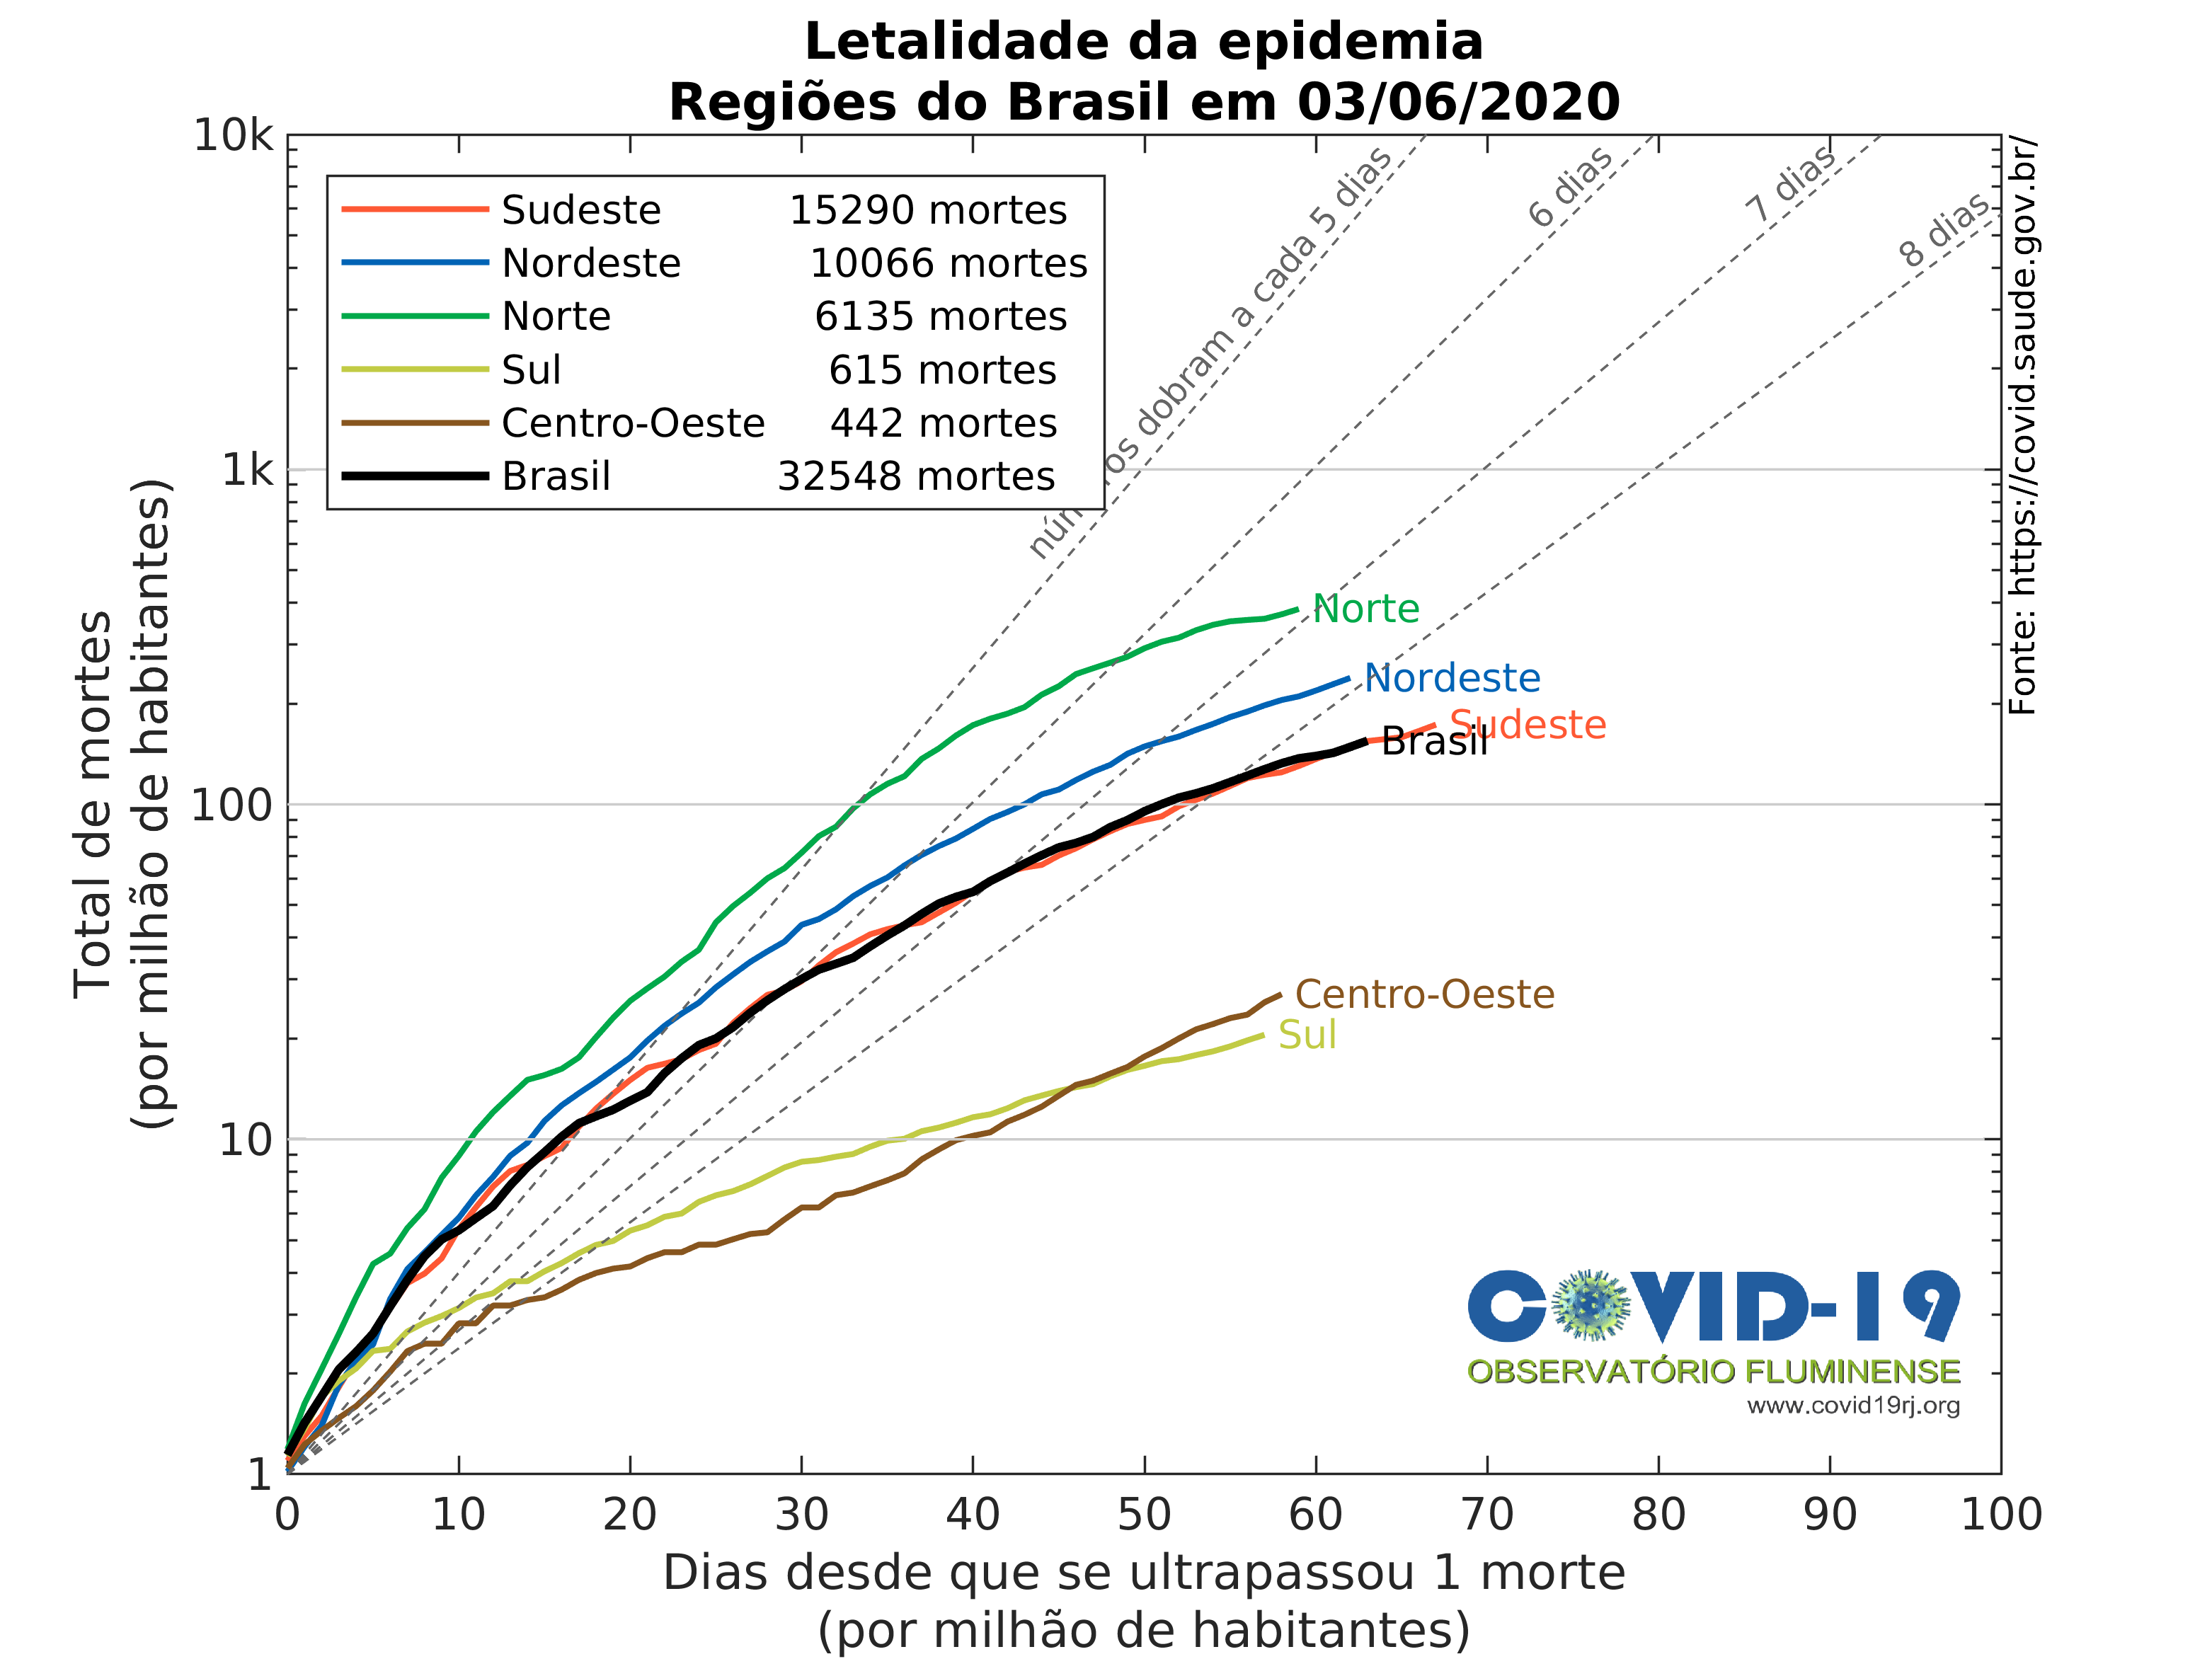 Letalidade da epidemia
Regiões do Brasil em 03/06/2020
10k
1k
100
10
1
Total de mortes
(por milhão de habitantes)
Sudeste 15290 mortes
Nordeste 10066 mortes
Norte 6135 mortes
Sul 615 mortes
Centro-Oeste 442 mortes
Brasil 32548 mortes
dobram a cada 5 dias
6 dias
7 dias
8 dias
Fonte: https://covid.saude.gov.br/
Norte
Nordeste
Sudeste
Brasil
Centro-Oeste
Sul
COVID-19
OBSERVATÓRIO FLUMINENSE
www.covid19rj.org
0 10 20 30 40 50 60 70 80 90 100
Dias desde que se ultrapassou 1 morte
(por milhão de habitantes)